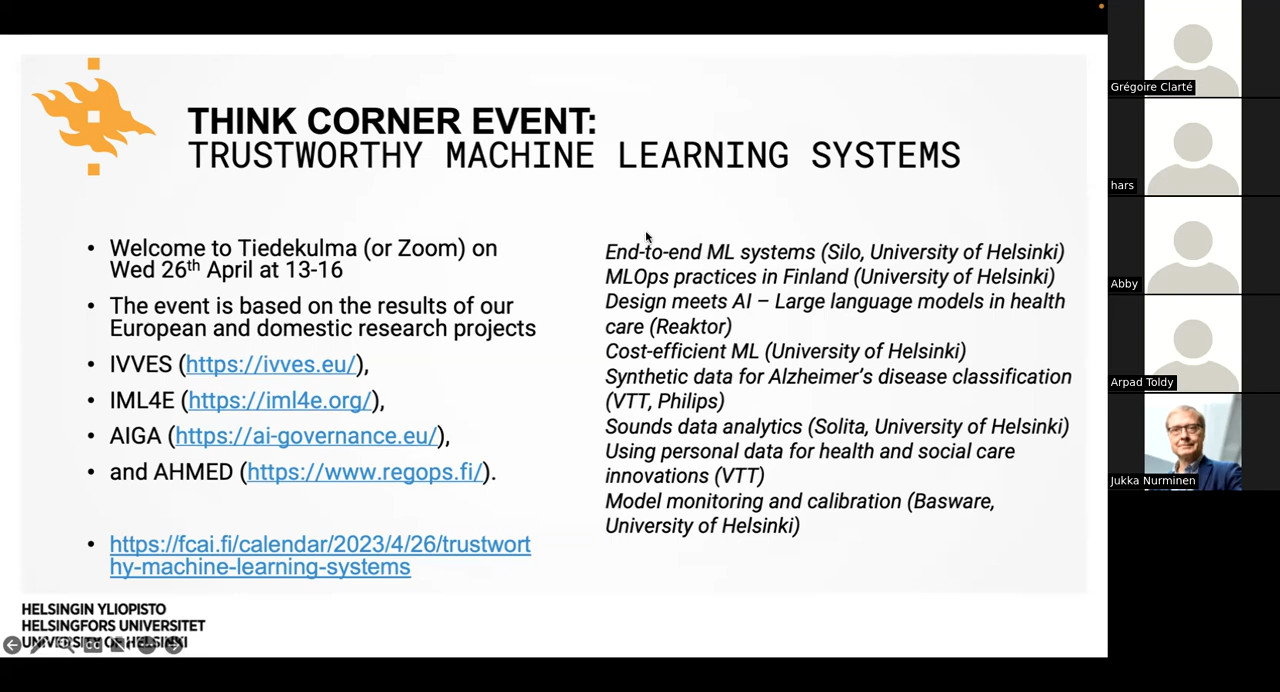 THINK CORNER EVENT:
TRUSTWORTHY MACHINE LEARNING SYSTEMS
• Welcome to Tiedekulma (or Zoom) on
Wed 26th April at 13-16
• The event is based on the results of our
European and domestic research projects
• IVVES (https://ivves.eu/),
• IML4E (https://iml4e.org/),
• AIGA (https://ai-governance.eu/),
• and AHMED (https://www.regops.fi/).
• https://fcai.fi/calendar/2023/4/26/trustwort
hy-machine-learning-systems
End-to-end ML systems (Silo, University of Helsinki)
MLOps practices in Finland (University of Helsinki)
Design meets AI – Large language models in health
care (Reaktor)
Cost-efficient ML (University of Helsinki)
Synthetic data for Alzheimer's disease classification
(VTT, Philips)
Sounds data analytics (Solita, University of Helsinki)
Using personal data for health and social care
innovations (VTT)
Model monitoring and calibration (Basware,
University of Helsinki)
HELSINGIN YLIOPISTO
HELSINGFORS UNIVERSITET
UNIVERSITY OF HELSINKI
Grégoire Clarté
hars
Abby
Arpad Toldy
Jukka Nurminen